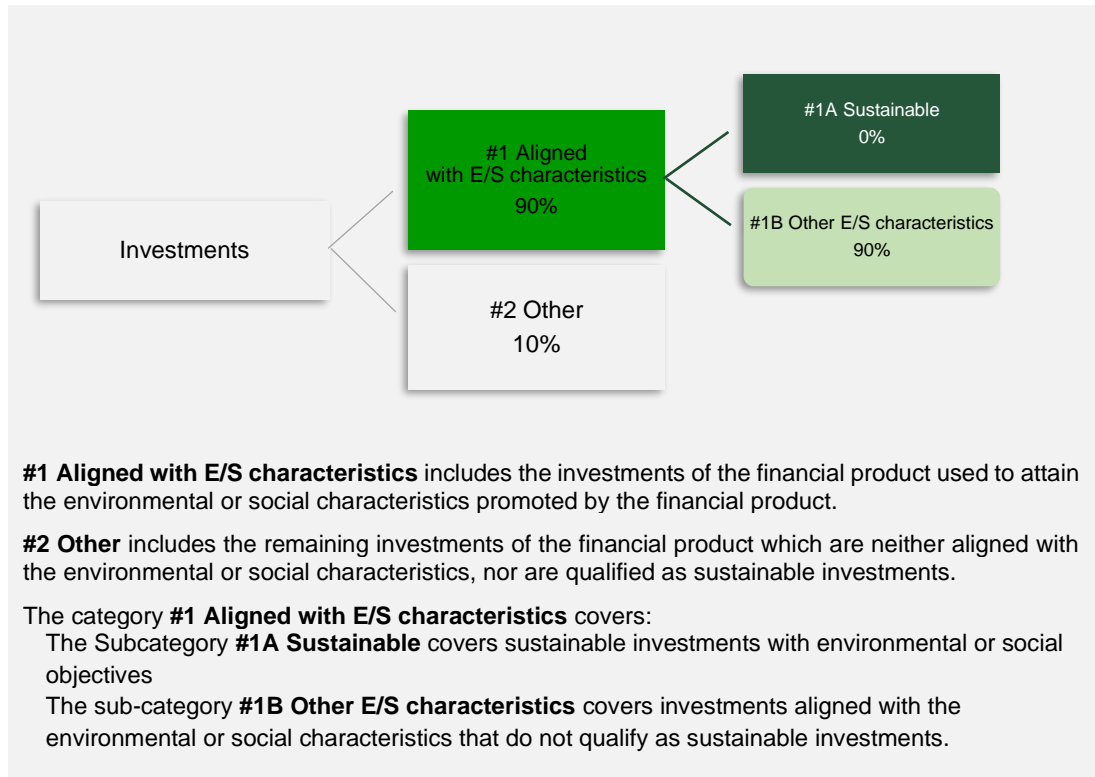 #1A Sustainable
0%
#1 Aligned
with E/S characteristics
90%
#1B Other E/S characteristics
90%
Investments
#2 Other
10%
#1 Aligned with E/S characteristics includes the investments of the financial product used to attain
the environmental or social characteristics promoted by the financial product.
#2 Other includes the remaining investments of the financial product which are neither aligned with
the environmental or social characteristics, nor are qualified as sustainable investments.
The category #1 Aligned with E/S characteristics covers:
The Subcategory #1A Sustainable covers sustainable investments with environmental or social
objectives
The sub-category #1B Other E/S characteristics covers investments aligned with the
environmental or social characteristics that do not qualify as sustainable investments.